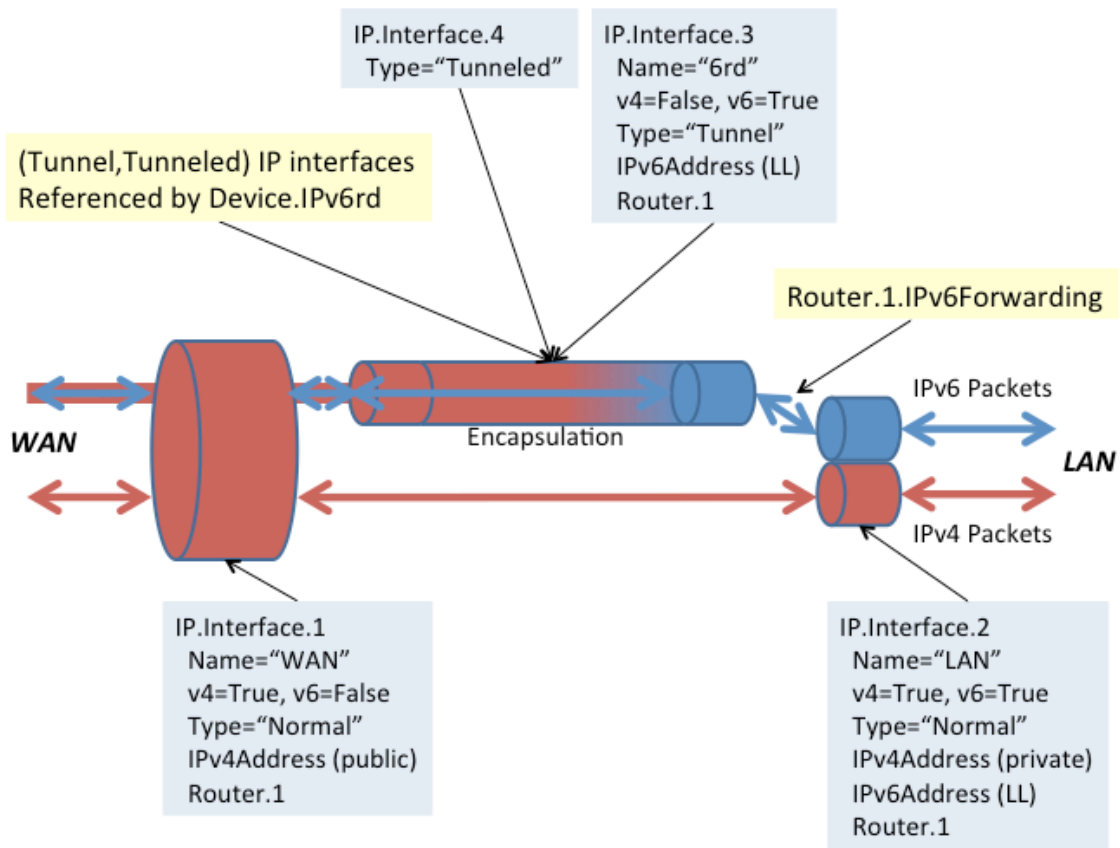 IP.Interface.4
Type=“Tunneled”
IP.Interface.3
Name=“6rd”
v4=False, v6=True
Type=“Tunnel”
IPv6Address (LL)
Router.1
(Tunnel,Tunneled) IP interfaces
Referenced by Device.IPv6rd
Router.1.IPv6Forwarding
IPv6 Packets
Encapsulation
WAN
LAN
IPv4 Packets
IP.Interface.1
Name=“WAN”
v4=True, v6=False
Type=“Normal”
IPv4Address (public)
Router.1
IP.Interface.2
Name=“LAN”
v4=True, v6=True
Type=“Normal”
IPv4Address (private)
IPv6Address (LL)
Router.1